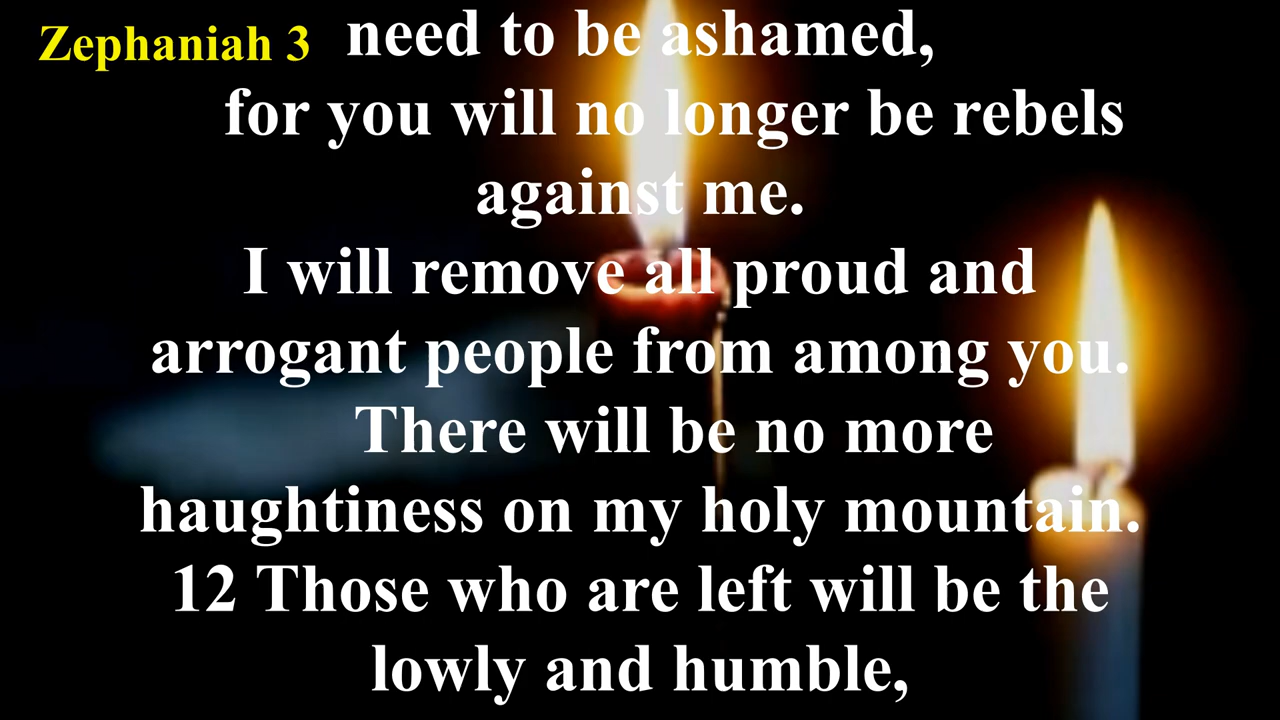 Zephaniah 3
need to be ashamed,
for you will no longer be rebels
against me.
I will remove all proud and
arrogant people from among you.
There will be no more
haughtiness on my holy mountain.
12 Those who are left will be the
lowly and humble,